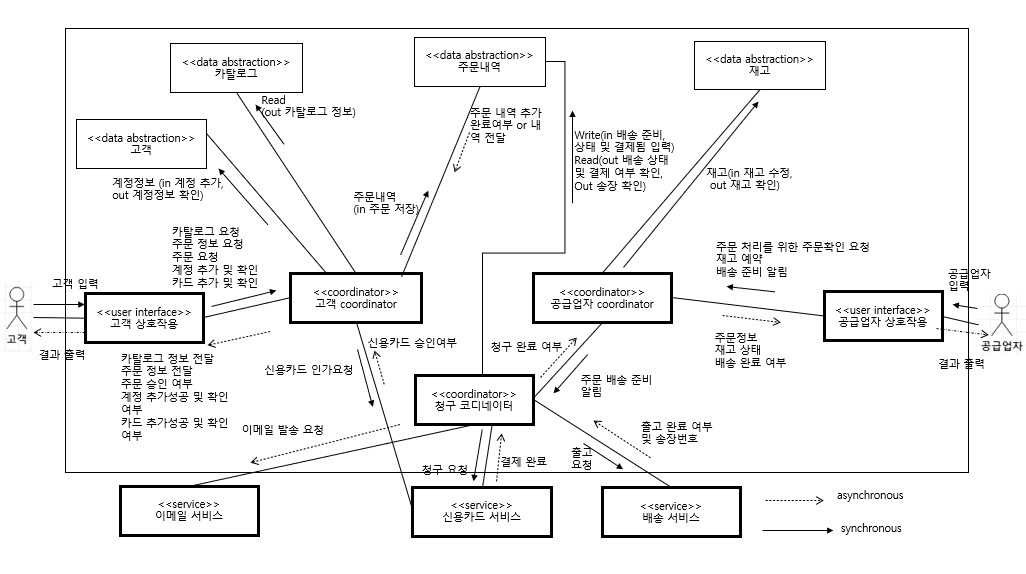 <<data abstraction>>
카탈로그
<<data abstraction>>
주문내역
<<data abstraction>>
재고
<<data abstraction>>
고객
Read
(out 카탈로그 정보)
주문 내역 추가
완료여부 or 내
역 전달
Write(in 배송 준비,
상태 및 결제됨 입력)
Read(out 배송 상태
및 결제 여부 확인,
Out 송장 확인)
재고(in 재고 수정,
out 재고 확인)
계정정보 (in 계정 추가,
out 계정정보 확인)
주문내역
(in 주문 저장)
카탈로그 요청
주문 정보 요청
주문 요청
계정 추가 및 확인
카드 추가 및 확인
주문 처리를 위한 주문확인 요청
재고 예약
배송 준비 알림
고객 입력
공급업자
입력
<<user interface>>
고객 상호작용
<<coordinator>>
고객 coordinator
<<coordinator>>
공급업자 coordinator
<<user interface>>
공급업자 상호작용
고객
공급업자
결과 출력
결과 출력
카탈로그 정보 전달
주문 정보 전달
주문 승인 여부
계정 추가성공 및 확인
여부
카드 추가성공 및 확인
여부
신용카드 승인여부
신용카드 인가요청
청구 완료 여부
주문정보
재고 상태
배송 완료 여부
주문 배송 준비
알림
<<coordinator>>
청구 코디네이터
이메일 발송 요청
출고 완료 여부
및 송장번호
청구 요청
결제 완료
출고
요청
<<service>>
이메일 서비스
<<service>>
신용카드 서비스
<<service>>
배송 서비스
asynchronous
synchronous